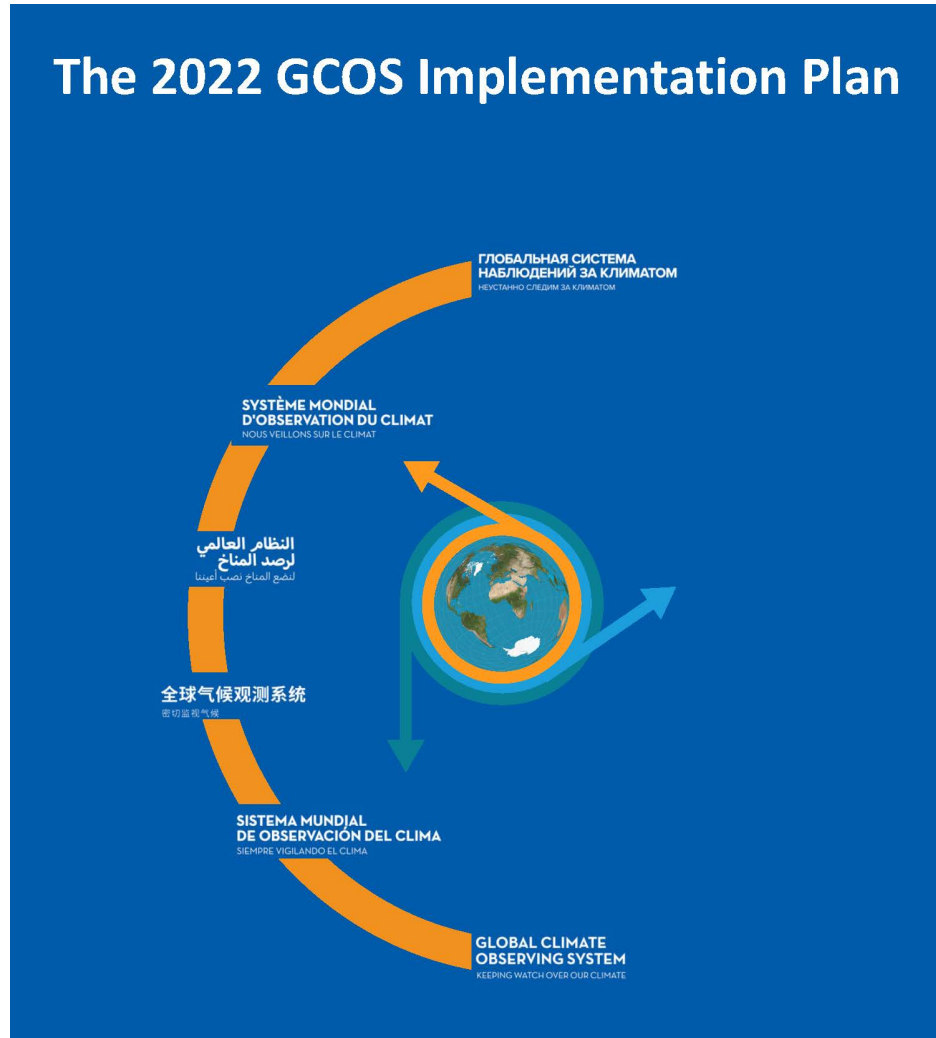 The 2022 GCOS Implementation Plan
ГЛОБАЛЬНАЯ СИСТЕМА
НАБЛЮДЕНИЙ ЗА КЛИМАТОМ
НЕУСТАННО СЛЕДИМ ЗА КЛИМАТОМ
SYSTÈME MONDIAL
D'OBSERVATION DU CLIMAT
NOUS VEILLONS SUR LE CLIMAT
النظام العالمي
لرصد المناخ
لنضع المناخ نصب أعيننا
全球气候观测系统
密切监视气候
SISTEMA MUNDIAL
DE OBSERVACIÓN DEL CLIMA
SIEMPRE VIGILANDO EL CLIMA
GLOBAL CLIMATE
OBSERVING SYSTEM
KEEPING WATCH OVER OUR CLIMATE